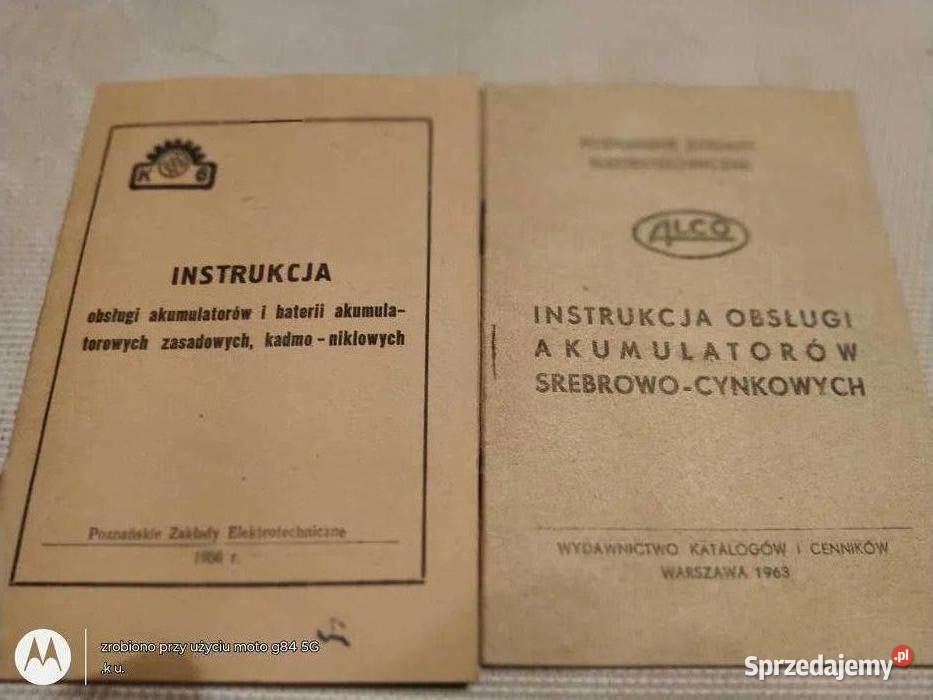 INSTRUKCJA
obsługi akumulatorów i baterii akumula-
torowych zasadowych, kadmo-niklowych
Poznańskie Zakłady Elektrotechniczne
1956 r.
ALCO
INSTRUKCJA OBSŁUGI
AKUMULATORÓW
SREBROWO-CYNKOWYCH
WYDAWNICTWO KATALOGÓW I CENNIKÓW
WARSZAWA 1963
zrobiono przy użyciu moto g84 5G
,k u.
Sprzedajemy.pl